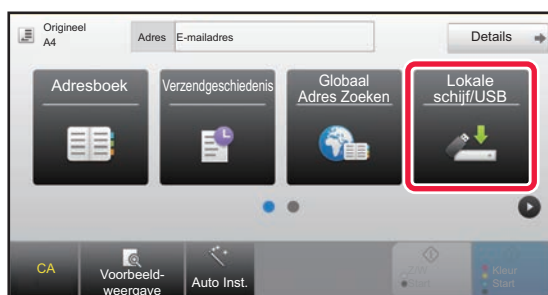 Origineel
A4
Adres E-mailadres
Details
Adresboek
Verzendgeschiedenis
Globaal
Adres Zoeken
Lokale
schijf/USB
CA
Voorbeeld-
weergave
Auto Inst.
Z/W
Start
Kleur
Start